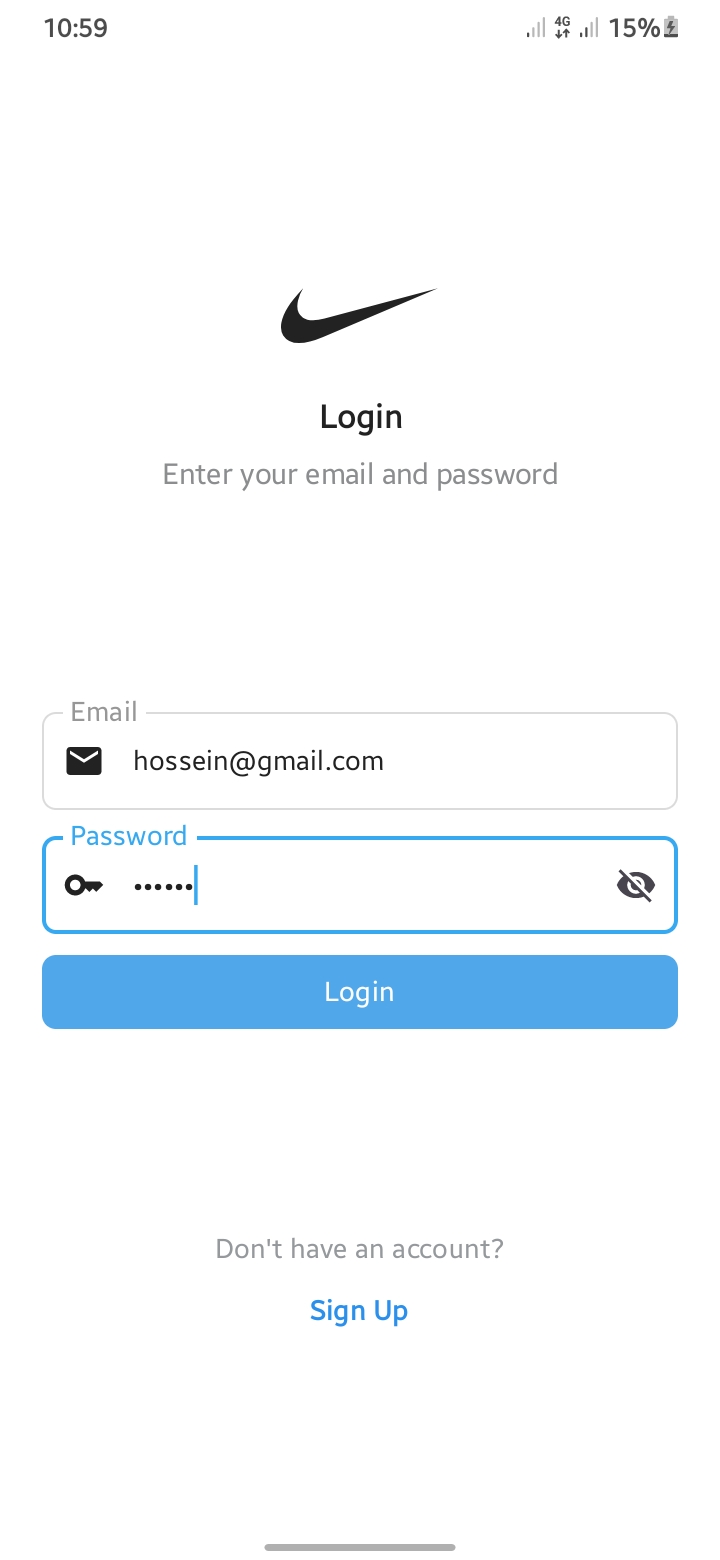 10:59
4G
15%
Login
Enter your email and password
Email
hossein@gmail.com
Password
••••••
Login
Don't have an account?
Sign Up